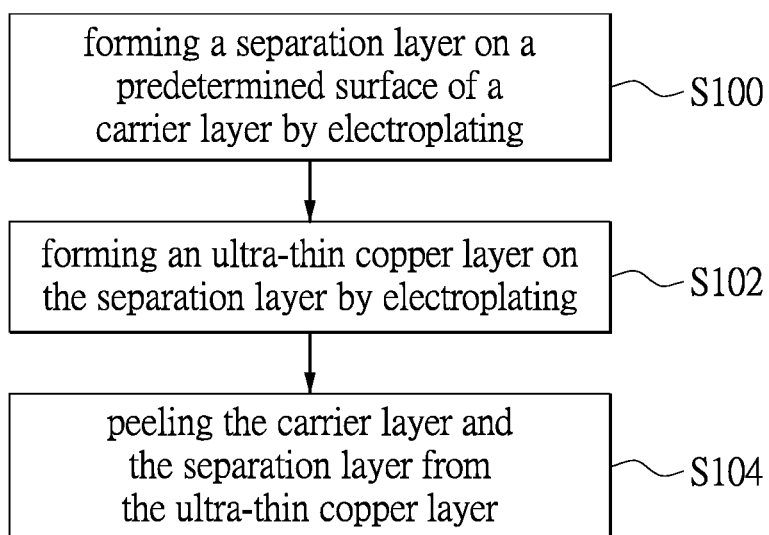 forming a separation layer on a
predetermined surface of a
carrier layer by electroplating
S100
forming an ultra-thin copper layer on
the separation layer by electroplating
S102
peeling the carrier layer and
the separation layer from
the ultra-thin copper layer
S104